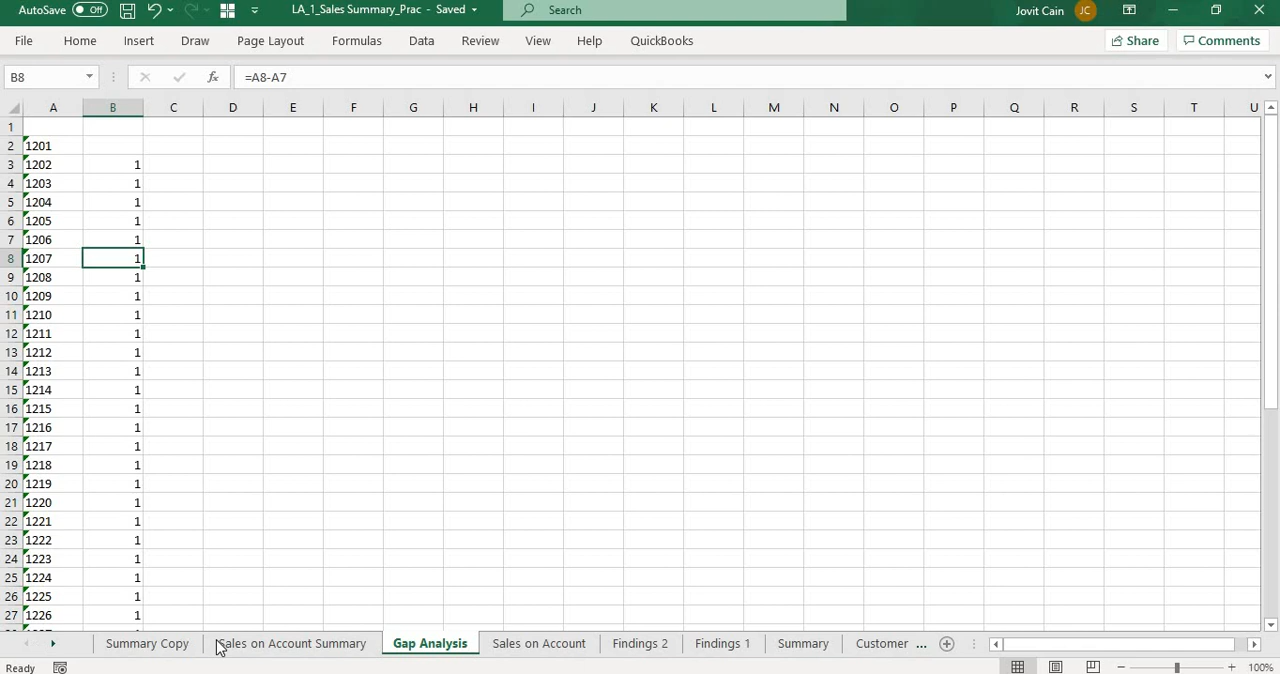 AutoSave Off LA_1_Sales Summary_Prac - Saved Search Jovit Cain JC
File Home Insert Draw Page Layout Formulas Data Review View Help QuickBooks Share Comments
B8 fx =A8-A7
A B C D E F G H I J K L M N O P Q R S T U
1
2 1201
3 1202 1
4 1203 1
5 1204 1
6 1205 1
7 1206 1
8 1207 1
9 1208 1
10 1209 1
11 1210 1
12 1211 1
13 1212 1
14 1213 1
15 1214 1
16 1215 1
17 1216 1
18 1217 1
19 1218 1
20 1219 1
21 1220 1
22 1221 1
23 1222 1
24 1223 1
25 1224 1
26 1225 1
27 1226 1
Summary Copy Sales on Account Summary Gap Analysis Sales on Account Findings 2 Findings 1 Summary Customer ...
Ready 100%